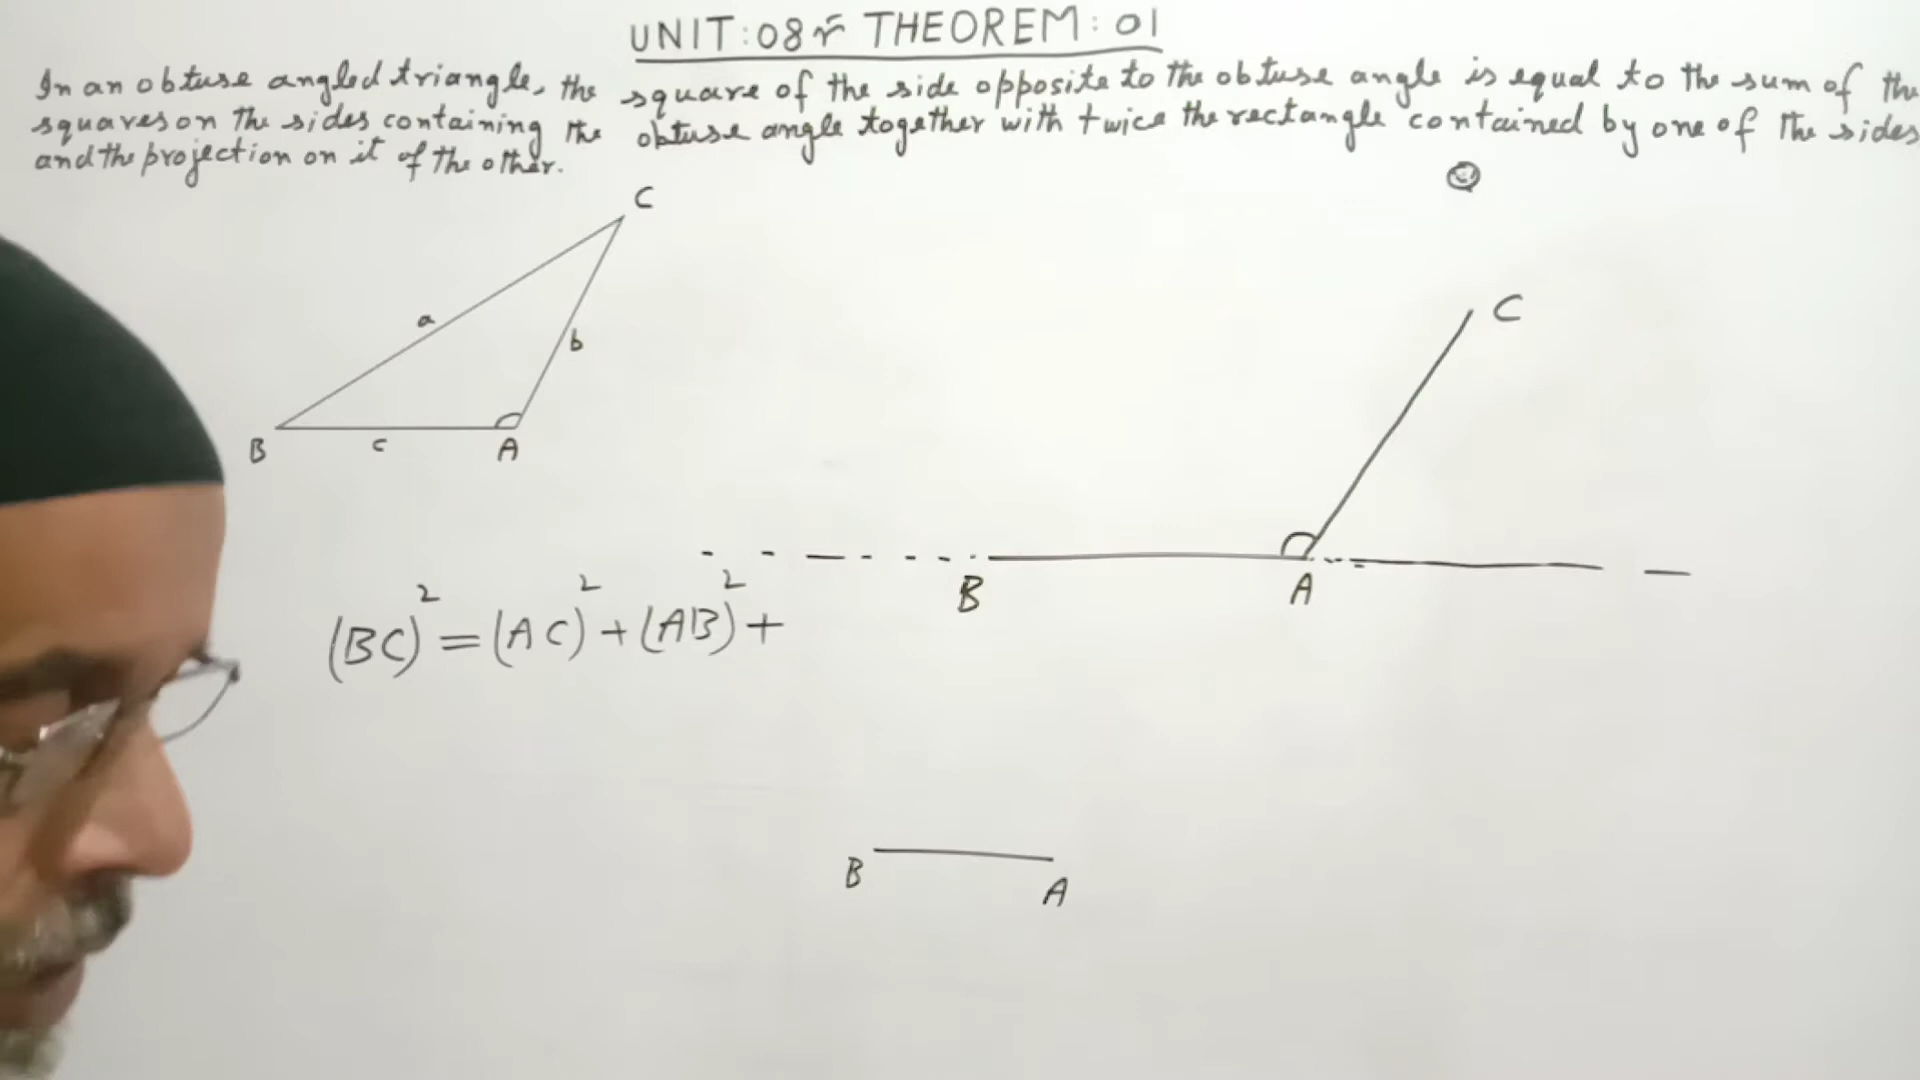 UNIT:08 THEOREM:01
In an obtuse angled triangle, the square of the side opposite to the obtuse angle is equal to the sum of the
squares on the sides containing the obtuse angle together with twice the rectangle contained by one of the sides
and the projection on it of the other.
C
a
b
B
c
A
C
B
A
(BC)² = (AC)² + (AB)² +
B
A